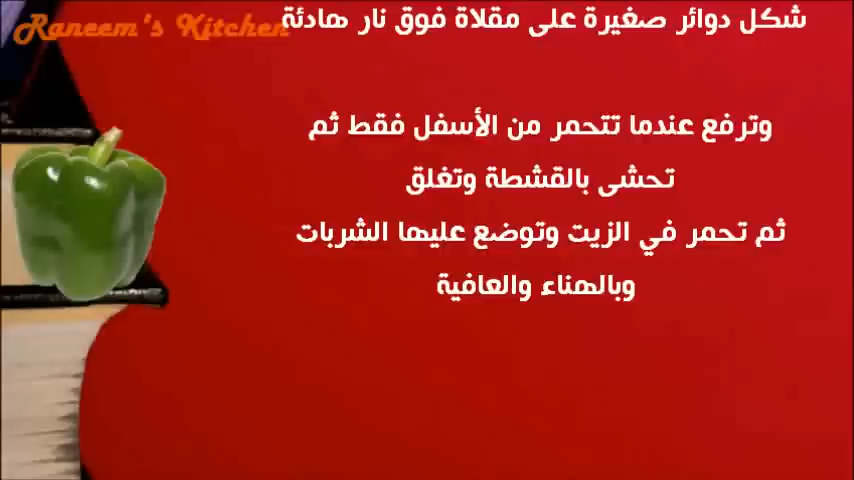 Raneem's Kitchen
شكل دوائر صغيرة على مقلاة فوق نار هادئة
وترفع عندما تتحمر من الأسفل فقط ثم
تحشى بالقشطة وتغلق
ثم تحمر في الزيت وتوضع عليها الشربات
وبالهناء والعافية